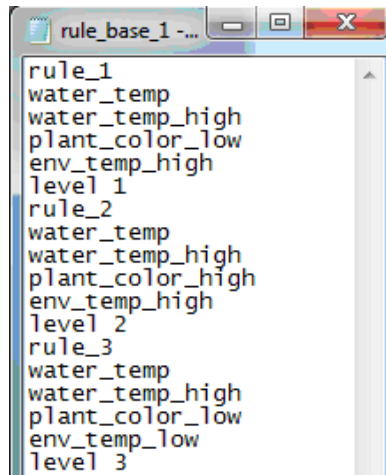 rule_base_1 -...
rule_1
water_temp
water_temp_high
plant_color_low
env_temp_high
level 1
rule_2
water_temp
water_temp_high
plant_color_high
env_temp_high
level 2
rule_3
water_temp
water_temp_high
plant_color_low
env_temp_low
level 3